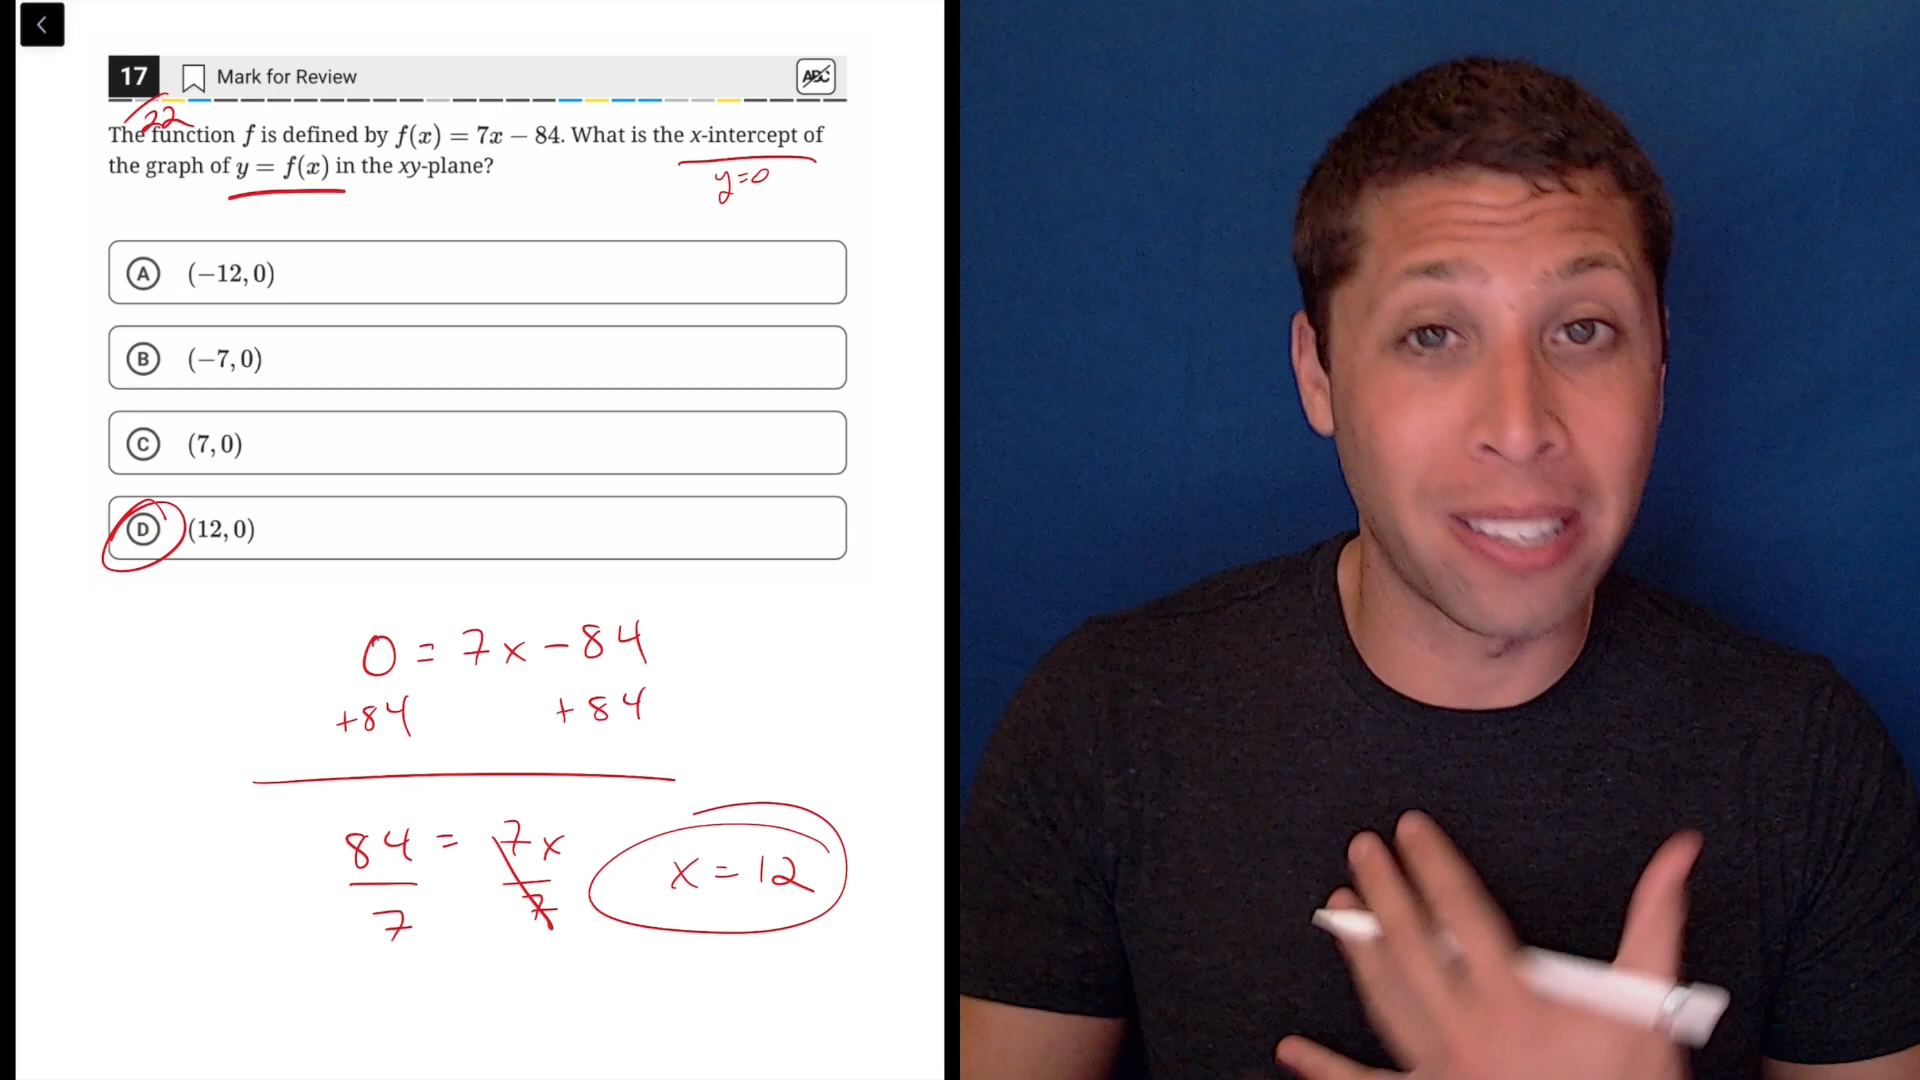 17 Mark for Review ABC
22
The function f is defined by f(x) = 7x − 84. What is the x-intercept of
the graph of y = f(x) in the xy-plane?
y=0
A (−12, 0)
B (−7, 0)
C (7, 0)
D (12, 0)
0 = 7x − 84
+84 +84
84 = 7x
7 7
x = 12